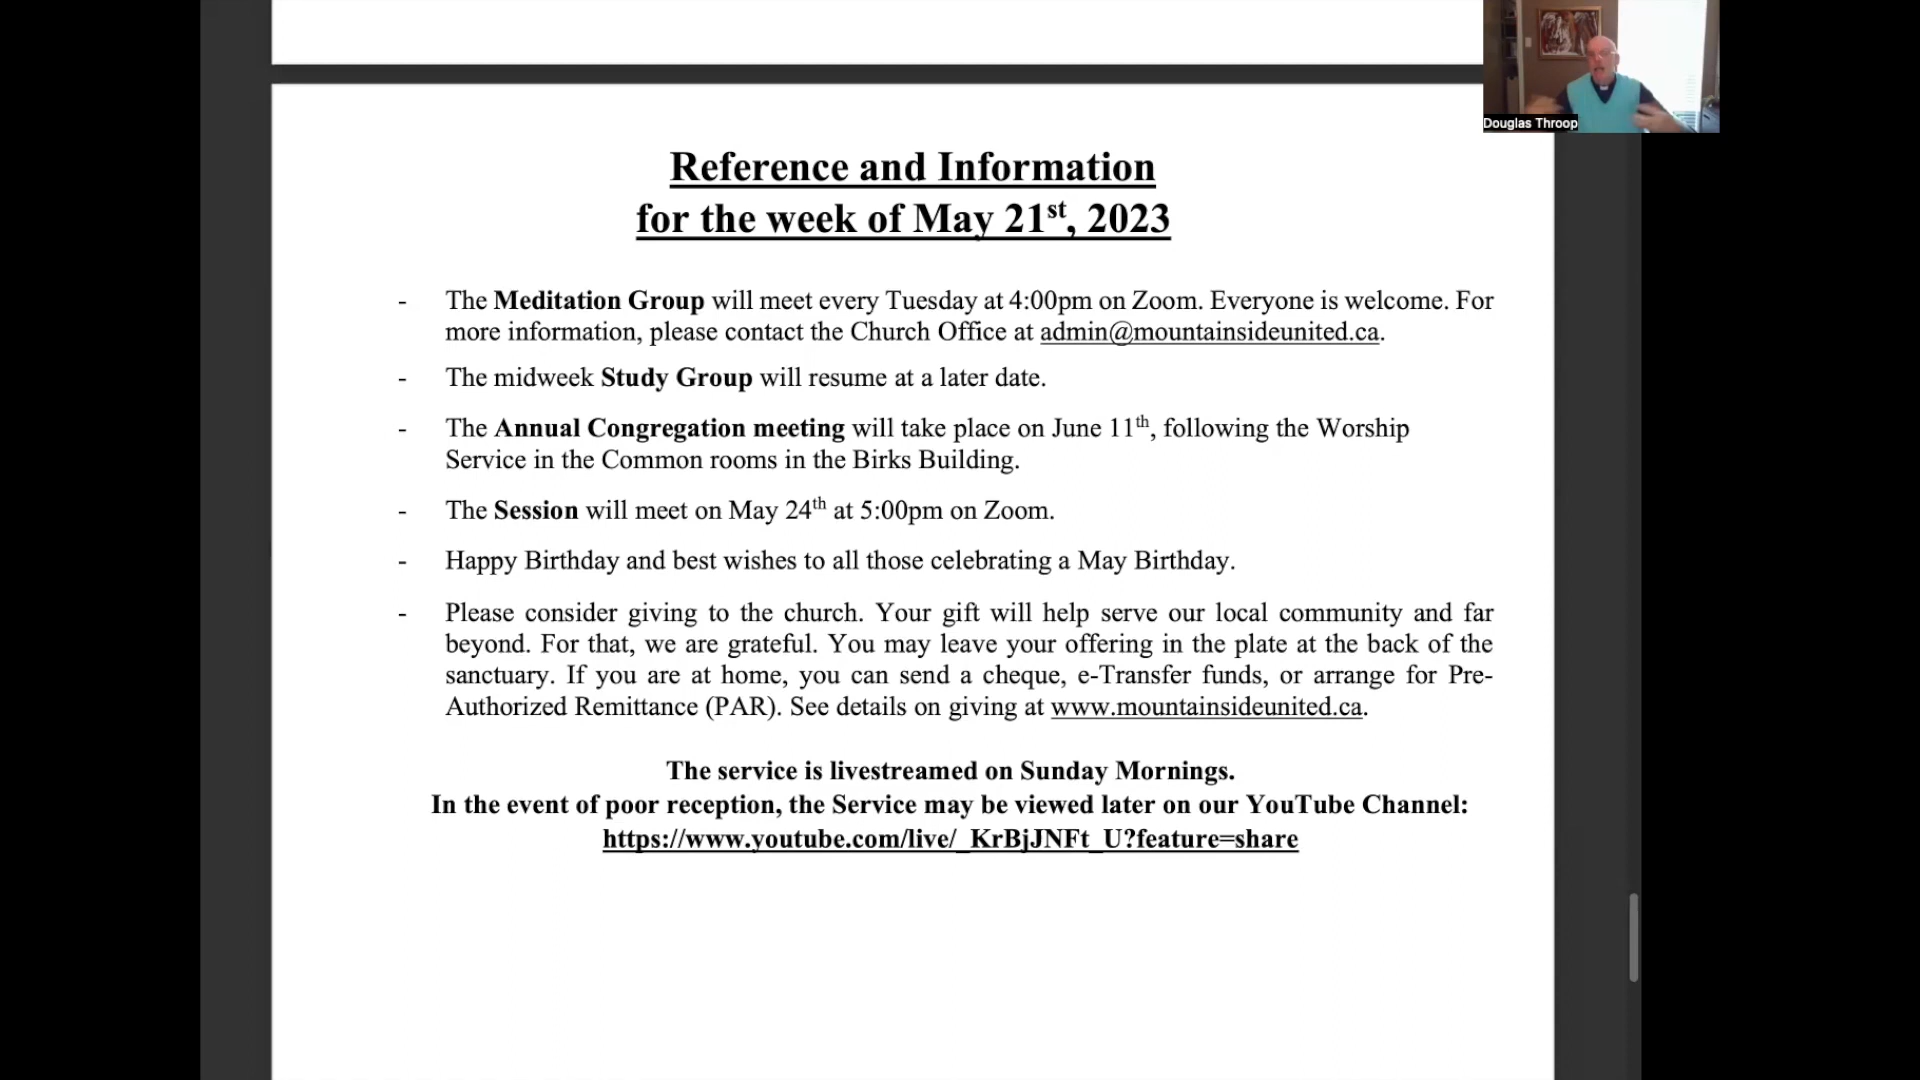 Douglas Throop
Reference and Information
for the week of May 21st, 2023
- The Meditation Group will meet every Tuesday at 4:00pm on Zoom. Everyone is welcome. For
more information, please contact the Church Office at admin@mountainsideunited.ca.
- The midweek Study Group will resume at a later date.
- The Annual Congregation meeting will take place on June 11th, following the Worship
Service in the Common rooms in the Birks Building.
- The Session will meet on May 24th at 5:00pm on Zoom.
- Happy Birthday and best wishes to all those celebrating a May Birthday.
- Please consider giving to the church. Your gift will help serve our local community and far
beyond. For that, we are grateful. You may leave your offering in the plate at the back of the
sanctuary. If you are at home, you can send a cheque, e-Transfer funds, or arrange for Pre-
Authorized Remittance (PAR). See details on giving at www.mountainsideunited.ca.
The service is livestreamed on Sunday Mornings.
In the event of poor reception, the Service may be viewed later on our YouTube Channel:
https://www.youtube.com/live/_KrBjJNFt_U?feature=share